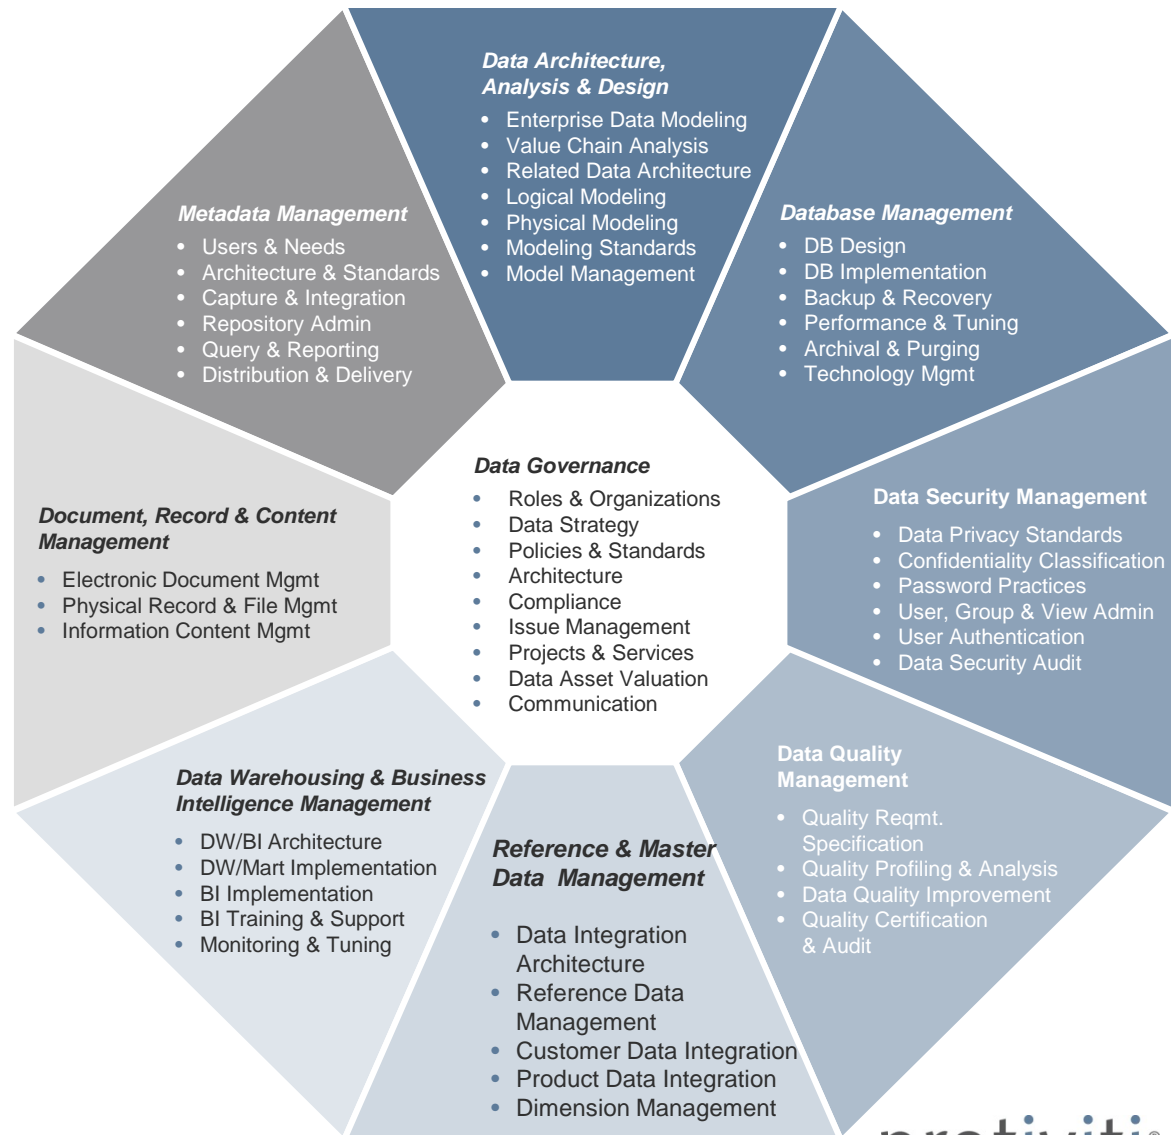 Data Architecture,
Analysis & Design
• Enterprise Data Modeling
• Value Chain Analysis
• Related Data Architecture
• Logical Modeling
• Physical Modeling
• Modeling Standards
• Model Management
Metadata Management
• Users & Needs
• Architecture & Standards
• Capture & Integration
• Repository Admin
• Query & Reporting
• Distribution & Delivery
Database Management
• DB Design
• DB Implementation
• Backup & Recovery
• Performance & Tuning
• Archival & Purging
• Technology Mgmt
Data Governance
• Roles & Organizations
• Data Strategy
• Policies & Standards
• Architecture
• Compliance
• Issue Management
• Projects & Services
• Data Asset Valuation
• Communication
Document, Record & Content
Management
• Electronic Document Mgmt
• Physical Record & File Mgmt
• Information Content Mgmt
Data Security Management
• Data Privacy Standards
• Confidentiality Classification
• Password Practices
• User, Group & View Admin
• User Authentication
• Data Security Audit
Data Warehousing & Business
Intelligence Management
• DW/BI Architecture
• DW/Mart Implementation
• BI Implementation
• BI Training & Support
• Monitoring & Tuning
Reference & Master
Data  Management
• Data Integration
Architecture
• Reference Data
Management
• Customer Data Integration
• Product Data Integration
• Dimension Management
Data Quality
Management
• Quality Reqmt.
Specification
• Quality Profiling & Analysis
• Data Quality Improvement
• Quality Certification
& Audit
protiviti®